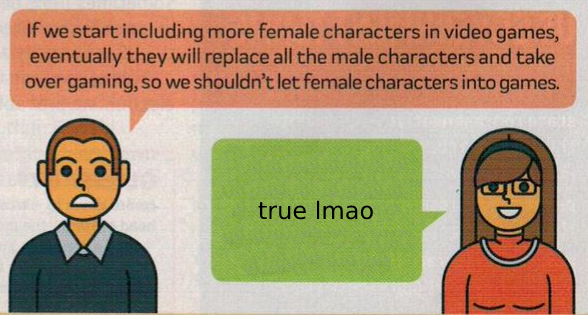 If we start including more female characters in video games,
eventually they will replace all the male characters and take
over gaming, so we shouldn't let female characters into games.
true lmao